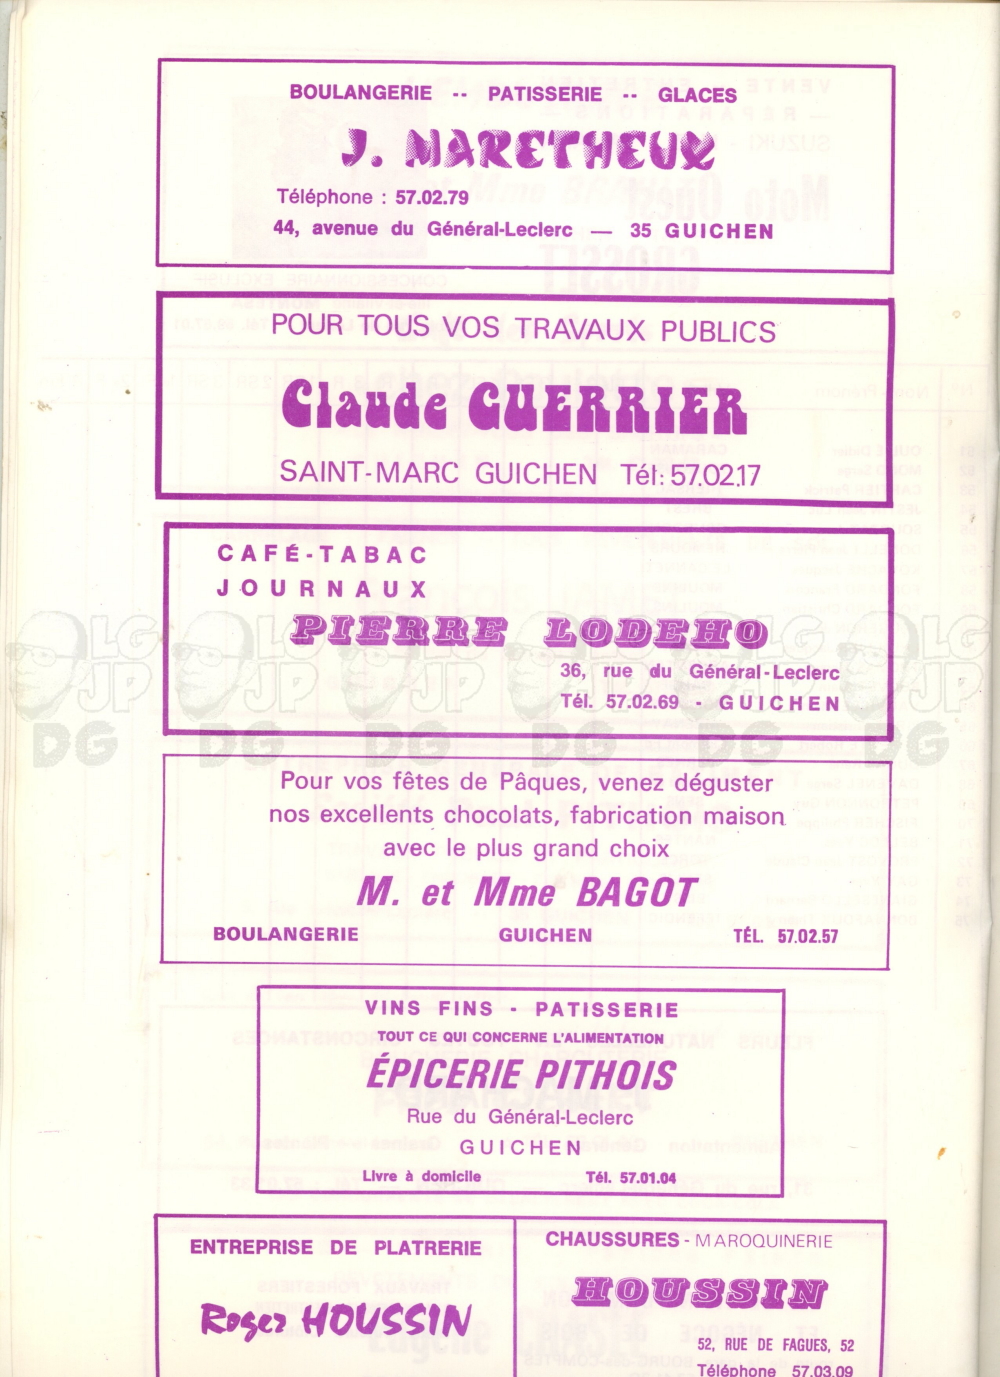 BOULANGERIE -- PATISSERIE -- GLACES
J. MARETHEUX
Téléphone : 57.02.79
44, avenue du Général-Leclerc — 35 GUICHEN
POUR TOUS VOS TRAVAUX PUBLICS
Claude GUERRIER
SAINT-MARC GUICHEN Tél: 57.02.17
CAFÉ-TABAC
JOURNAUX
PIERRE LODEHO
36, rue du Général-Leclerc
Tél. 57.02.69 - GUICHEN
LG JP DG
Pour vos fêtes de Pâques, venez déguster
nos excellents chocolats, fabrication maison
avec le plus grand choix
M. et Mme BAGOT
BOULANGERIE GUICHEN TÉL. 57.02.57
VINS FINS - PATISSERIE
TOUT CE QUI CONCERNE L'ALIMENTATION
ÉPICERIE PITHOIS
Rue du Général-Leclerc
GUICHEN
Livre à domicile Tél. 57.01.04
ENTREPRISE DE PLATRERIE
Roger HOUSSIN
CHAUSSURES - MAROQUINERIE
HOUSSIN
52, RUE DE FAGUES, 52
Téléphone 57.03.09